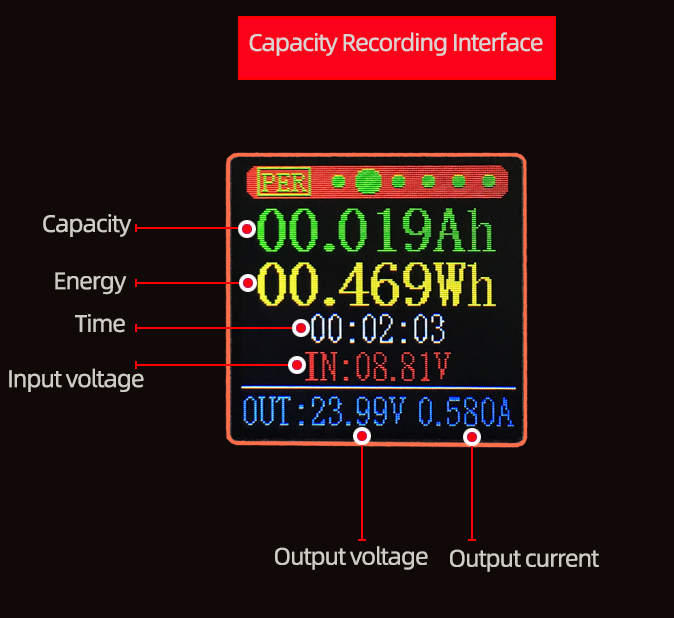 Capacity Recording Interface
PER
Capacity
00.019Ah
Energy
00.469Wh
Time
00:02:03
Input voltage
IN:08.81V
OUT:23.99V 0.580A
Output voltage
Output current